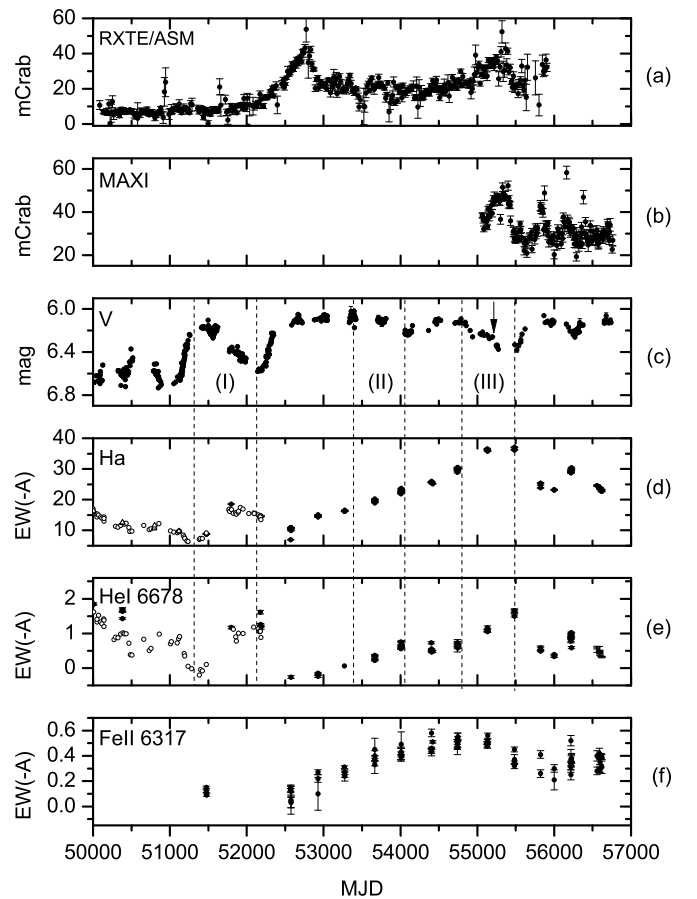 60
40
20
0
mCrab
RXTE/ASM
(a)
60
40
20
mCrab
MAXI
(b)
6.0
6.4
6.8
mag
V
(I)
(II)
(III)
(c)
40
30
20
10
EW(-A)
Ha
(d)
2
1
0
EW(-A)
HeI 6678
(e)
0.6
0.4
0.2
0.0
EW(-A)
FeII 6317
(f)
50000 51000 52000 53000 54000 55000 56000 57000
MJD